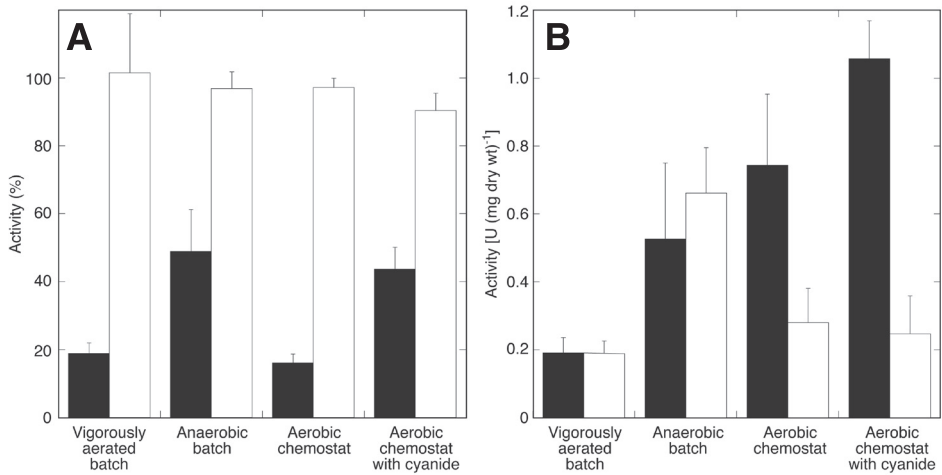 A
Activity (%)
100
80
60
40
20
0
Vigorously
aerated
batch
Anaerobic
batch
Aerobic
chemostat
Aerobic
chemostat
with cyanide
B
Activity [U (mg dry wt)-1]
1.2
1.0
0.8
0.6
0.4
0.2
0
Vigorously
aerated
batch
Anaerobic
batch
Aerobic
chemostat
Aerobic
chemostat
with cyanide